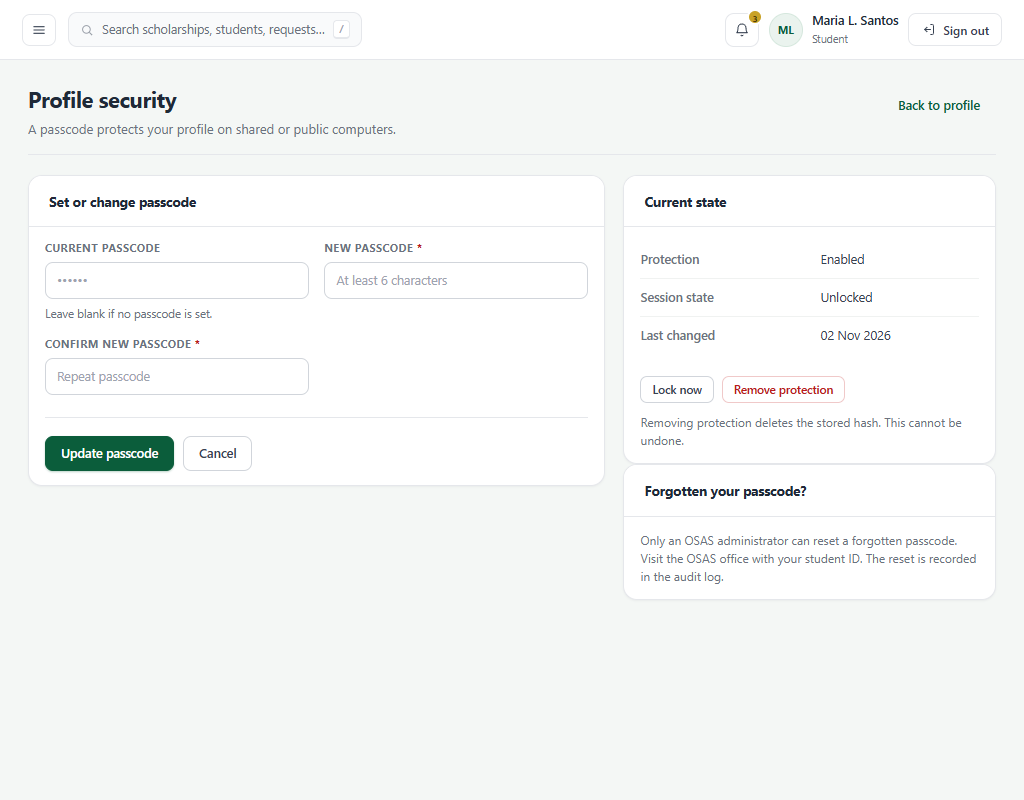 Search scholarships, students, requests... /
3
ML
Maria L. Santos
Student
Sign out
Profile security
A passcode protects your profile on shared or public computers.
Back to profile
Set or change passcode
CURRENT PASSCODE
••••••
Leave blank if no passcode is set.
NEW PASSCODE *
At least 6 characters
CONFIRM NEW PASSCODE *
Repeat passcode
Update passcode
Cancel
Current state
Protection Enabled
Session state Unlocked
Last changed 02 Nov 2026
Lock now
Remove protection
Removing protection deletes the stored hash. This cannot be
undone.
Forgotten your passcode?
Only an OSAS administrator can reset a forgotten passcode.
Visit the OSAS office with your student ID. The reset is recorded
in the audit log.